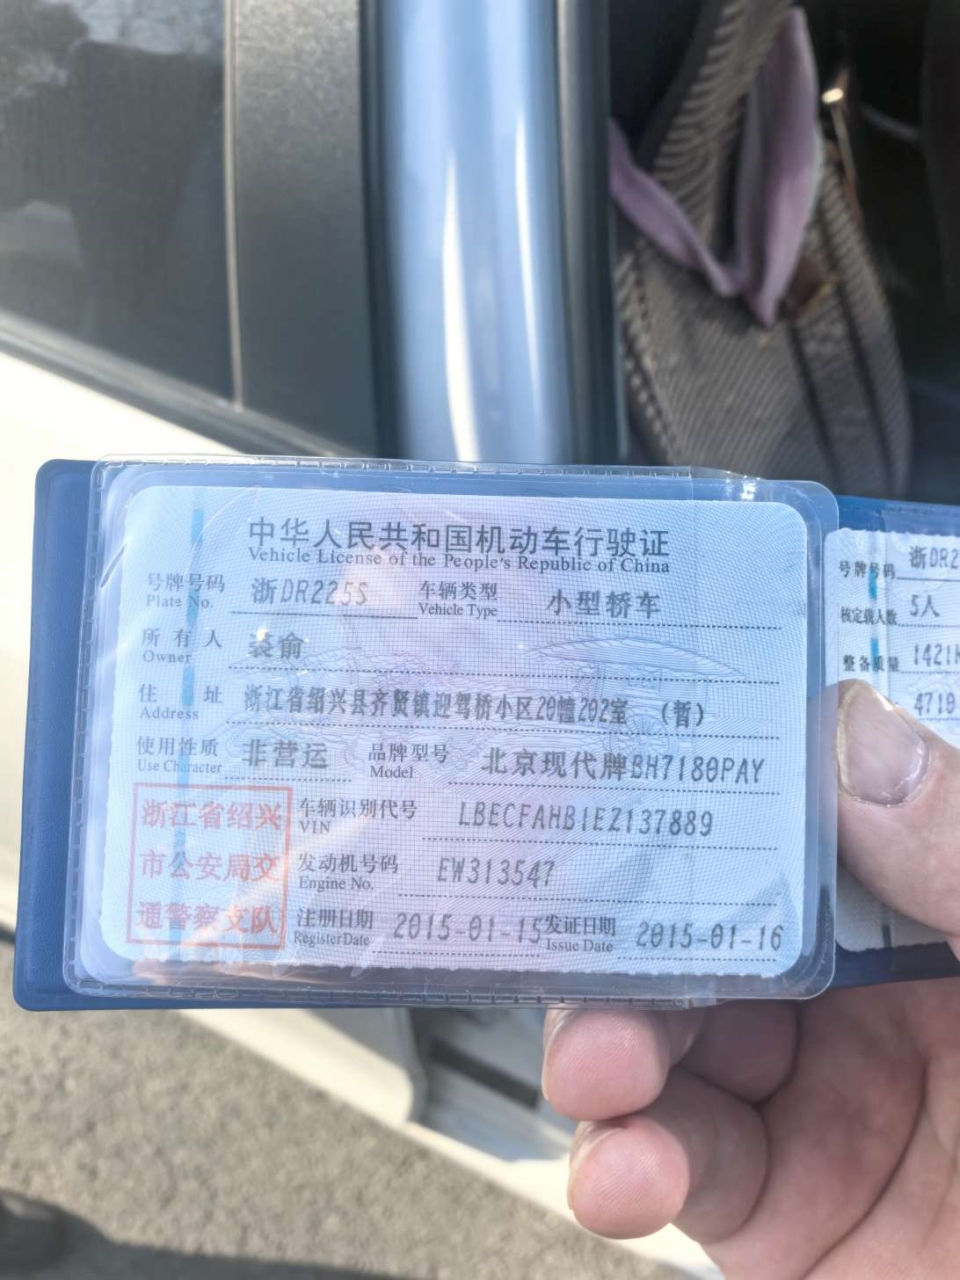 中华人民共和国机动车行驶证
Vehicle License of the People's Republic of China
号牌号码 浙DR225S 车辆类型 小型轿车
Plate No. Vehicle Type
所有人 裘俞
Owner
住址 浙江省绍兴县齐贤镇迎驾桥小区20幢202室 (暂)
Address
使用性质 非营运 品牌型号 北京现代牌BH7180PAY
Use Character Model
浙江省绍兴
市公安局交
通警察支队
车辆识别代号 LBECFAHB1EZ137889
VIN
发动机号码 EW313547
Engine No.
注册日期 2015-01-15 发证日期 2015-01-16
Register Date Issue Date
号牌号码 浙DR2
核定载人数 5人
整备质量 1421
4710